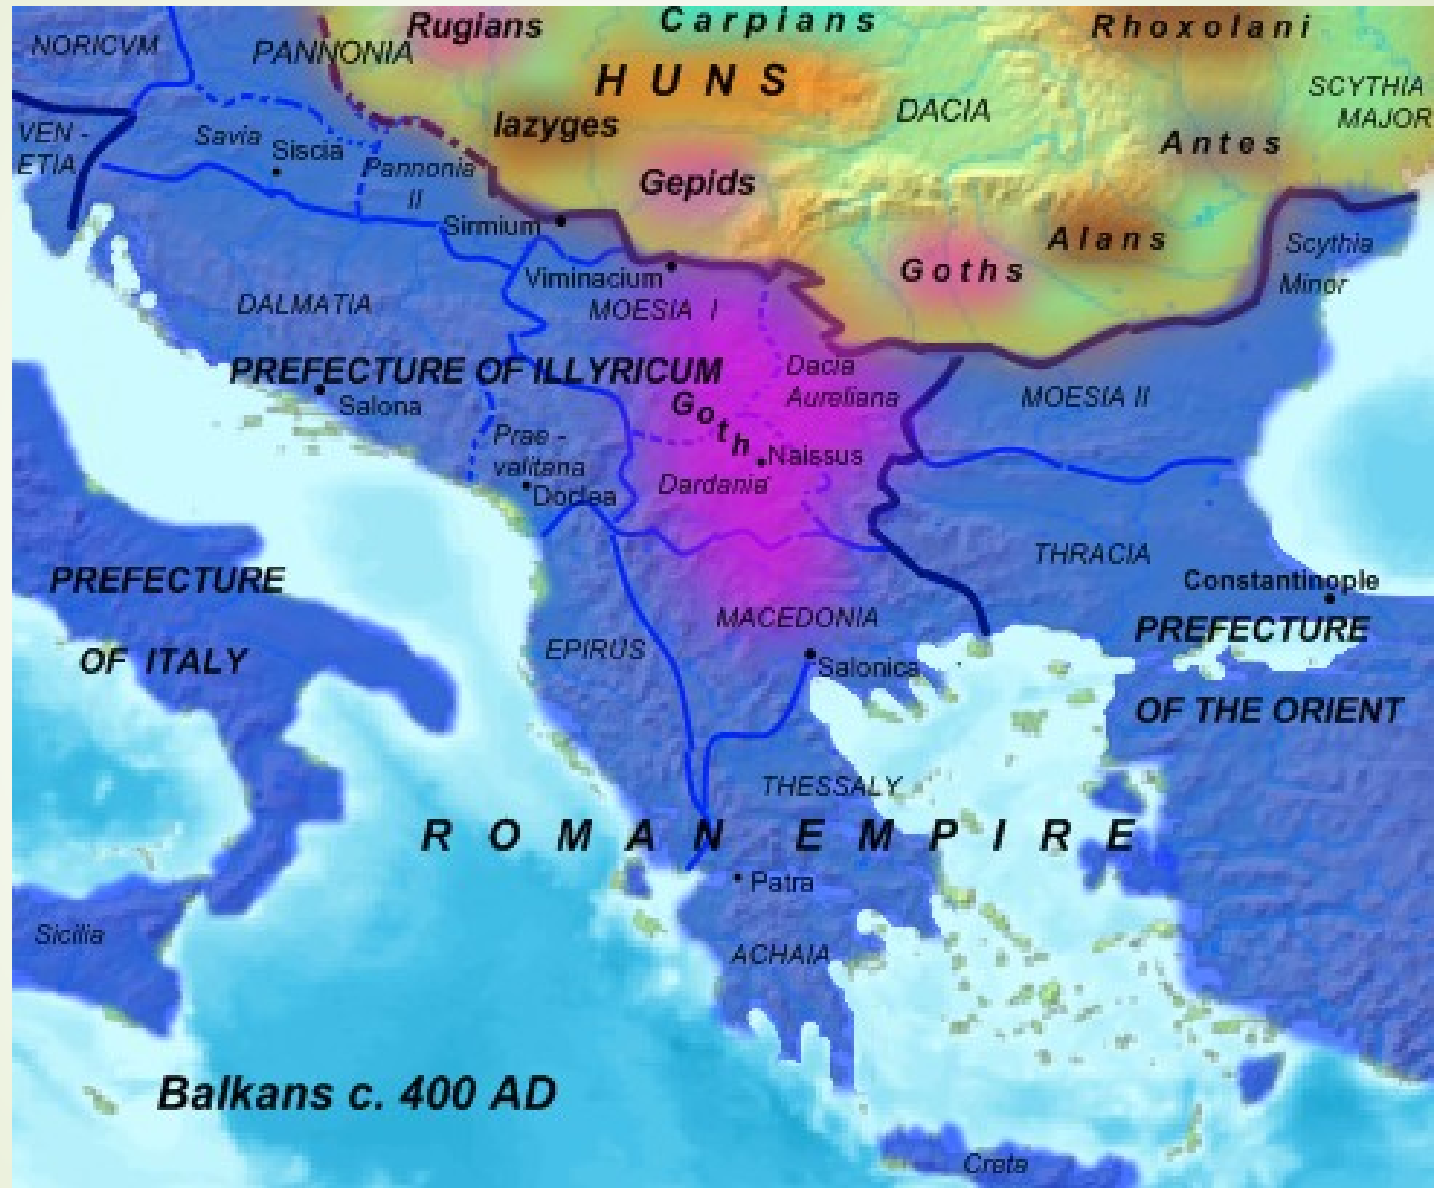 Rugians
Carpians
Rhoxolani
NORICVM
PANNONIA
HUNS
SCYTHIA
MAJOR
DACIA
Iazyges
VEN -
ETIA
Savia
Siscia
Antes
Pannonia
II
Gepids
Sirmium
Alans
Scythia
Minor
Goths
Viminacium
MOESIA I
DALMATIA
PREFECTURE OF ILLYRICUM
Dacia
Aureliana
MOESIA II
Salona
Goth
Prae -
valitana
Naissus
Dardania
Doclea
THRACIA
PREFECTURE
OF ITALY
Constantinople
MACEDONIA
PREFECTURE
OF THE ORIENT
EPIRUS
Salonica
THESSALY
ROMAN EMPIRE
Patra
Sicilia
ACHAIA
Balkans c. 400 AD
Creta